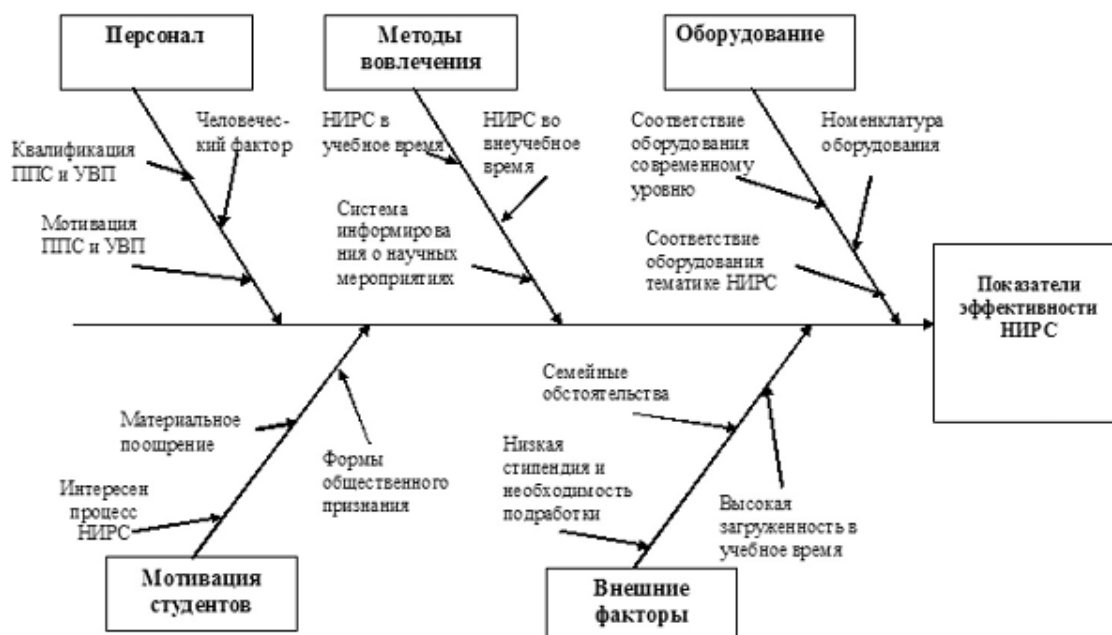 Персонал
Методы
вовлечения
Оборудование
Человечес-
кий фактор
Квалификация
ППС и УВП
Мотивация
ППС и УВП
НИРС в
учебное время
НИРС во
внеучебное
время
Система
информирова
ния о научных
мероприятиях
Соответствие
оборудования
современному
уровню
Номенклатура
оборудования
Соответствие
оборудования
тематике НИРС
Показатели
эффективности
НИРС
Материальное
поощрение
Интересен
процесс
НИРС
Формы
общественного
признания
Семейные
обстоятельства
Низкая
стипендия и
необходимость
подработки
Высокая
загруженность в
учебное время
Мотивация
студентов
Внешние
факторы